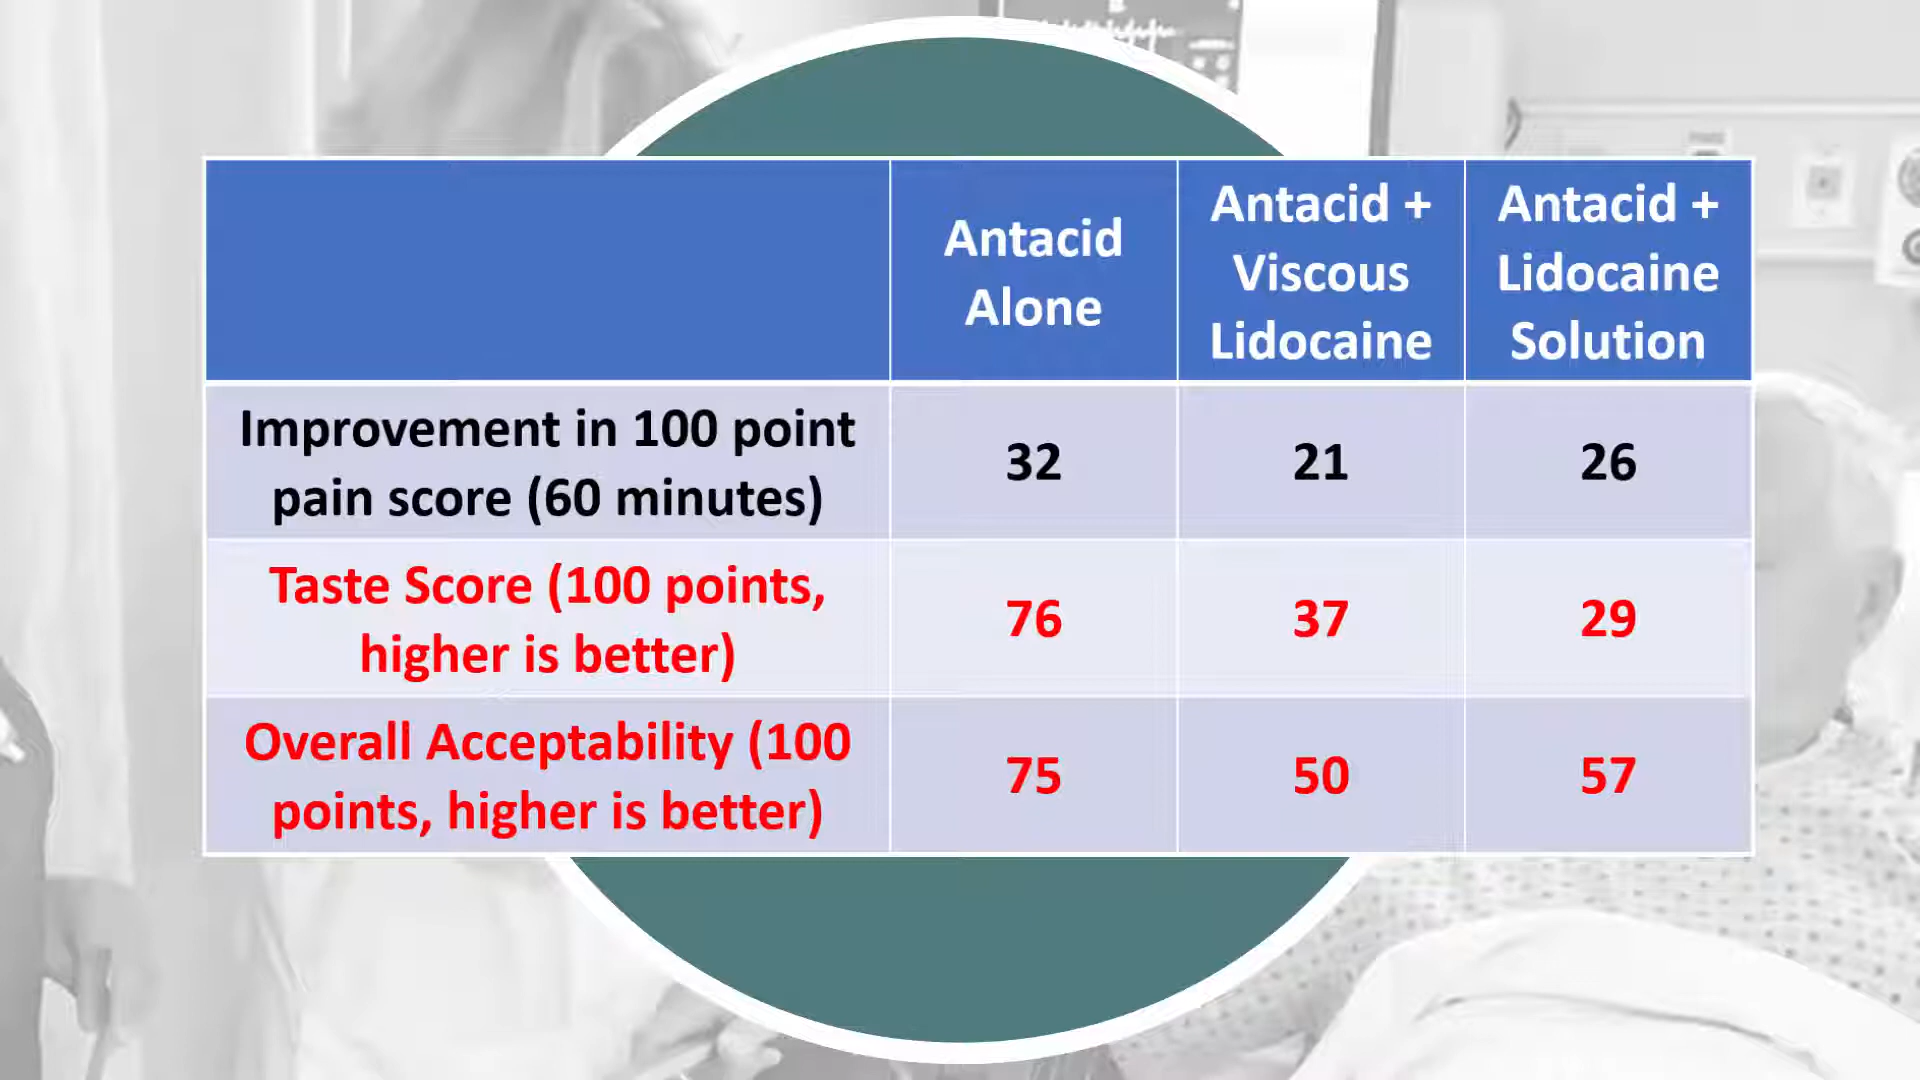 Antacid
Alone
Antacid +
Viscous
Lidocaine
Antacid +
Lidocaine
Solution
Improvement in 100 point
pain score (60 minutes)
32
21
26
Taste Score (100 points,
higher is better)
76
37
29
Overall Acceptability (100
points, higher is better)
75
50
57